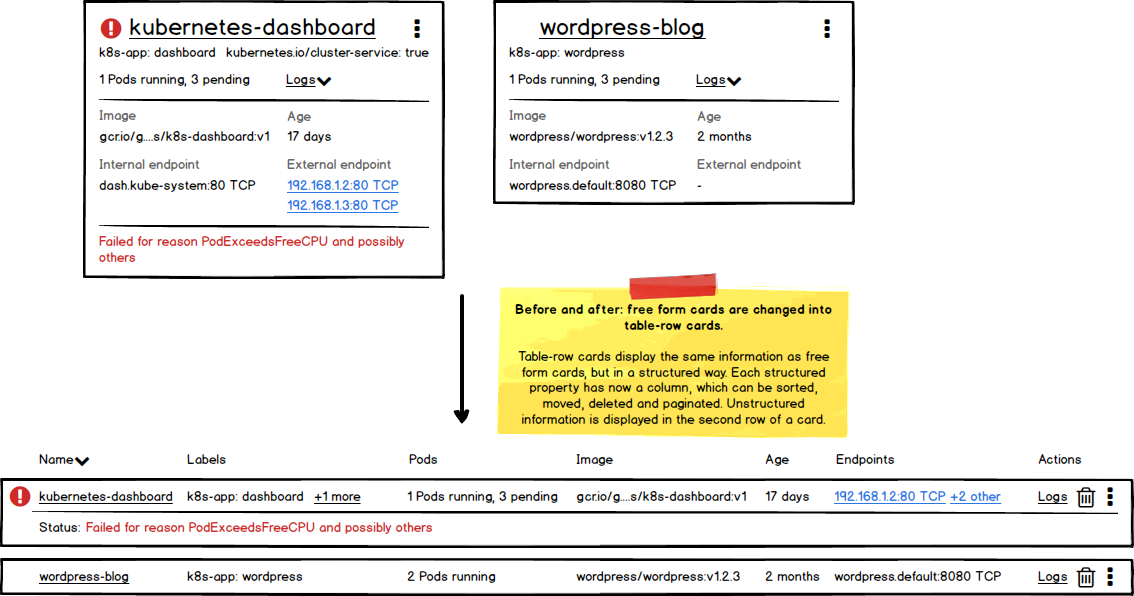 kubernetes-dashboard
k8s-app: dashboard kubernetes.io/cluster-service: true
1 Pods running, 3 pending Logs
Image Age
gcr.io/g....s/k8s-dashboard:v1 17 days
Internal endpoint External endpoint
dash.kube-system:80 TCP 192.168.1.2:80 TCP
192.168.1.3:80 TCP
Failed for reason PodExceedsFreeCPU and possibly
others
wordpress-blog
k8s-app: wordpress
1 Pods running, 3 pending Logs
Image Age
wordpress/wordpress:v1.2.3 2 months
Internal endpoint External endpoint
wordpress.default:8080 TCP -
Before and after: free form cards are changed into
table-row cards.
Table-row cards display the same information as free
form cards, but in a structured way. Each structured
property has now a column, which can be sorted,
moved, deleted and paginated. Unstructured
information is displayed in the second row of a card.
Name Labels Pods Image Age Endpoints Actions
kubernetes-dashboard k8s-app: dashboard +1 more 1 Pods running, 3 pending gcr.io/g....s/k8s-dashboard:v1 17 days 192.168.1.2:80 TCP +2 other Logs
Status: Failed for reason PodExceedsFreeCPU and possibly others
wordpress-blog k8s-app: wordpress 2 Pods running wordpress/wordpress:v1.2.3 2 months wordpress.default:8080 TCP Logs